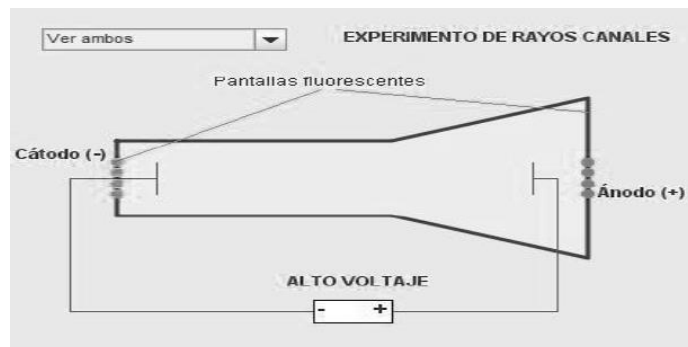 Ver ambos
EXPERIMENTO DE RAYOS CANALES
Pantallas fluorescentes
Cátodo (-)
Ánodo (+)
ALTO VOLTAJE
- +